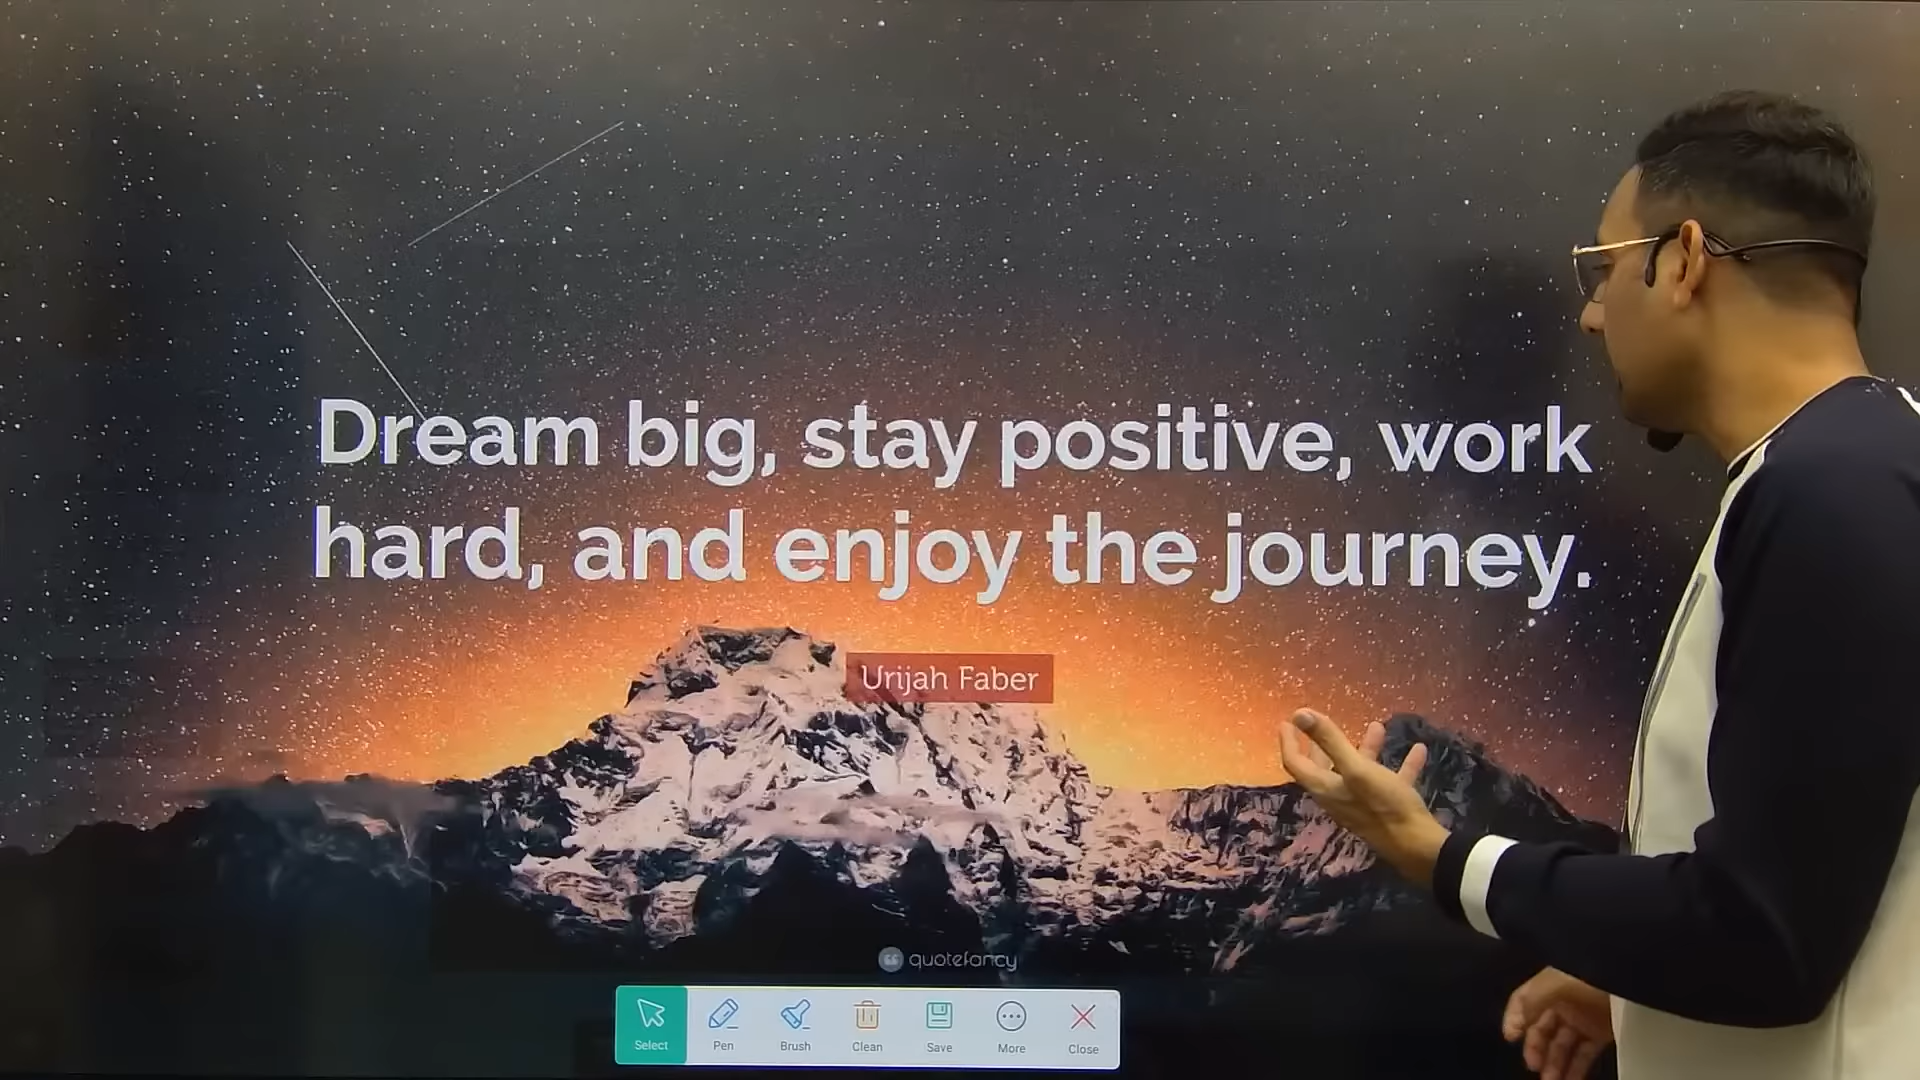 Dream big, stay positive, work
hard, and enjoy the journey.
Urijah Faber
quotefancy
Select
Pen
Brush
Clean
Save
More
Close